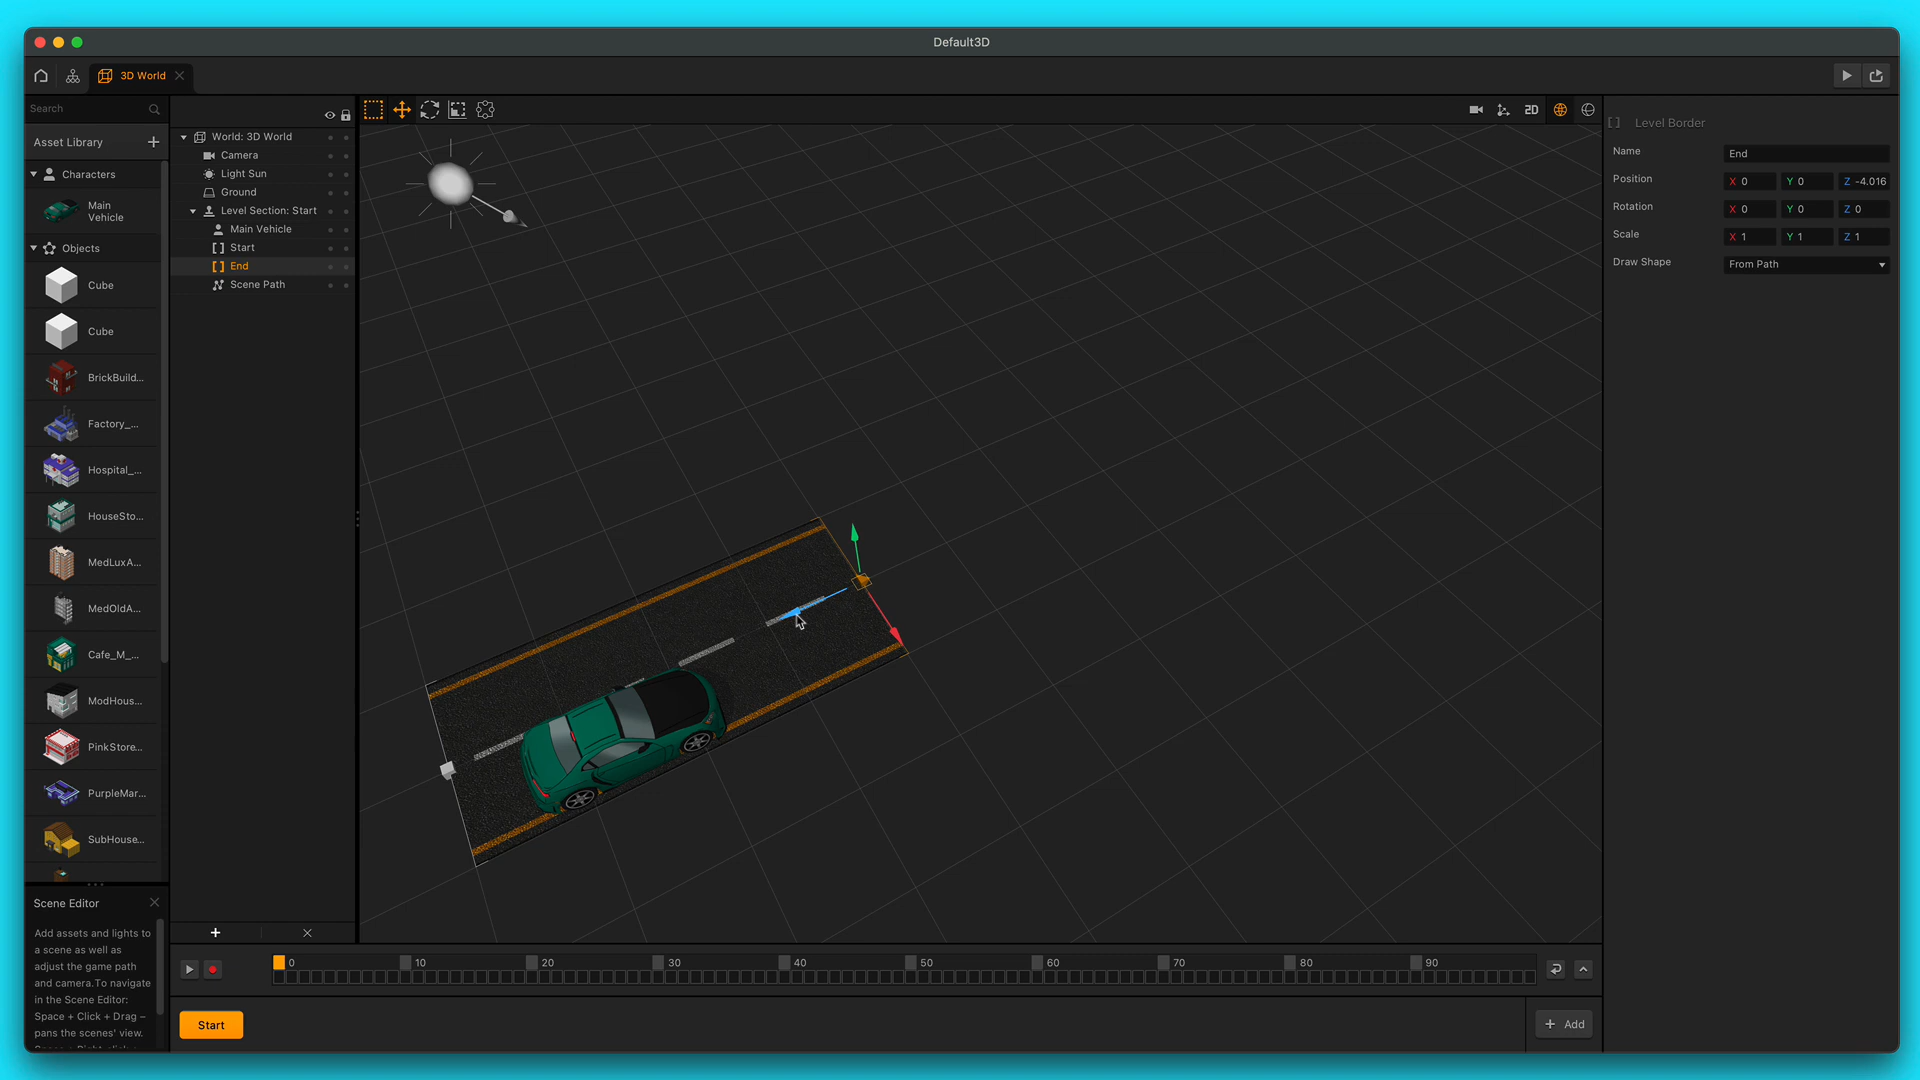 Default3D
3D World
Search
Asset Library
Characters
Main
Vehicle
Objects
Cube
Cube
BrickBuild...
Factory_...
Hospital_...
HouseSto...
MedLuxA...
MedOldA...
Cafe_M_...
ModHous...
PinkStore...
PurpleMar...
SubHouse...
Scene Editor
Add assets and lights to
a scene as well as
adjust the game path
and camera.To navigate
in the Scene Editor:
Space + Click + Drag –
pans the scenes' view.
World: 3D World
Camera
Light Sun
Ground
Level Section: Start
Main Vehicle
Start
End
Scene Path
2D
Level Border
Name
End
Position
X 0
Y 0
Z -4.016
Rotation
X 0
Y 0
Z 0
Scale
X 1
Y 1
Z 1
Draw Shape
From Path
0 10 20 30 40 50 60 70 80 90
Start
+ Add